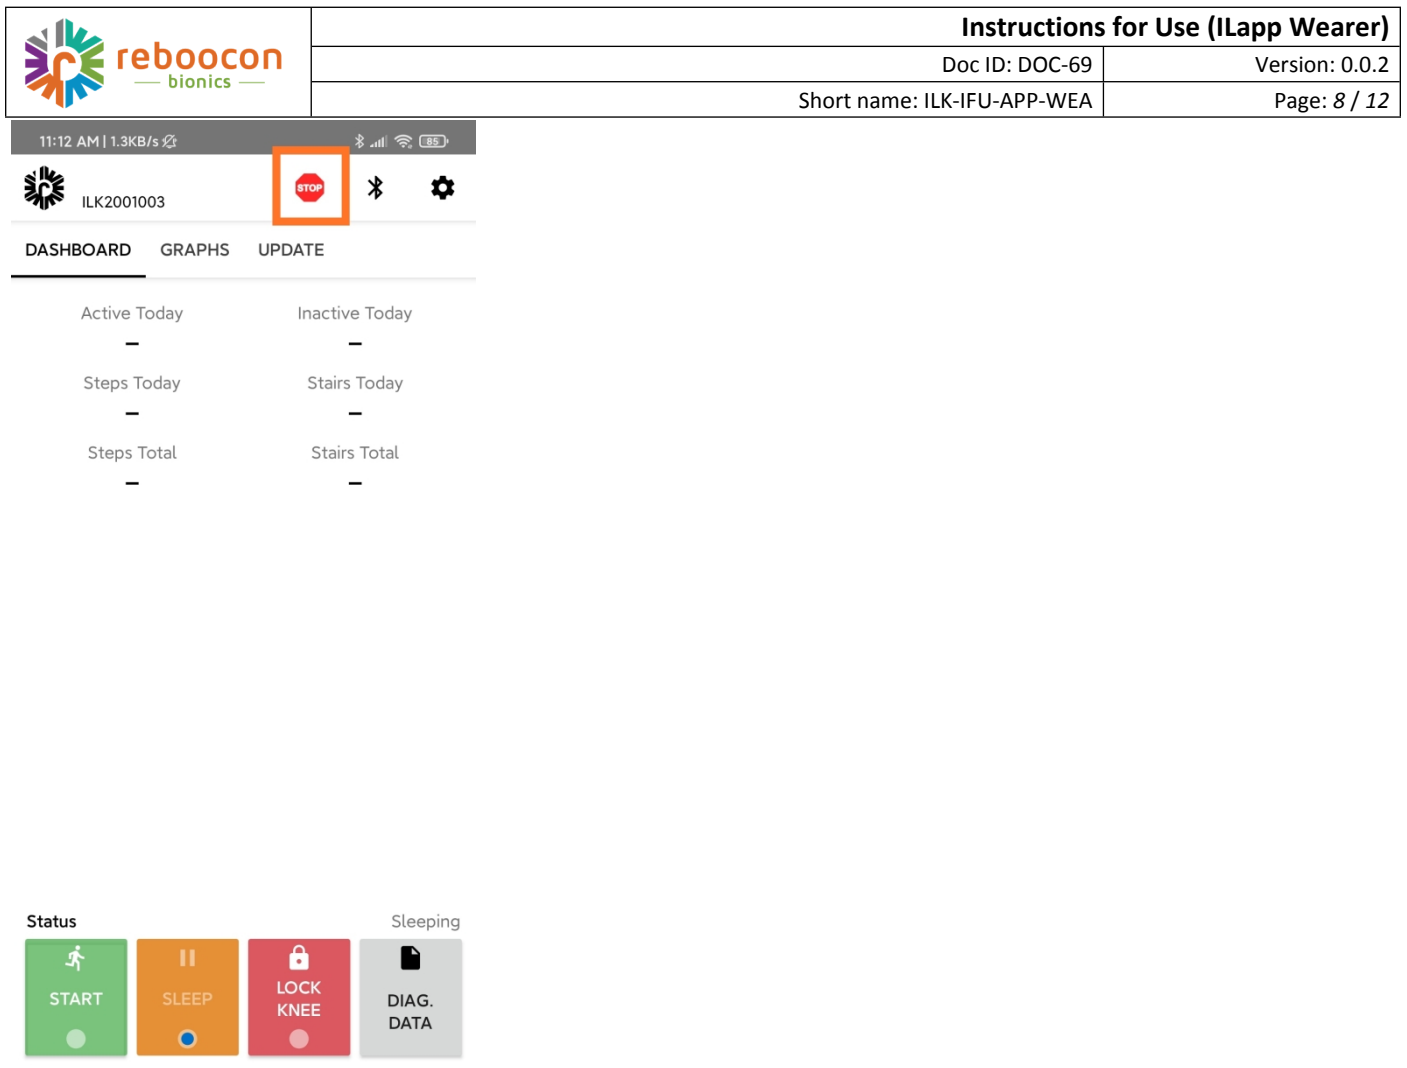 reboocon
bionics
Instructions for Use (ILapp Wearer)
Doc ID: DOC-69
Version: 0.0.2
Short name: ILK-IFU-APP-WEA
Page: 8 / 12
11:12 AM | 1.3KB/s
85
ILK2001003
STOP
DASHBOARD GRAPHS UPDATE
Active Today
Inactive Today
–
–
Steps Today
Stairs Today
–
–
Steps Total
Stairs Total
–
–
Status
Sleeping
START
SLEEP
LOCK
KNEE
DIAG.
DATA